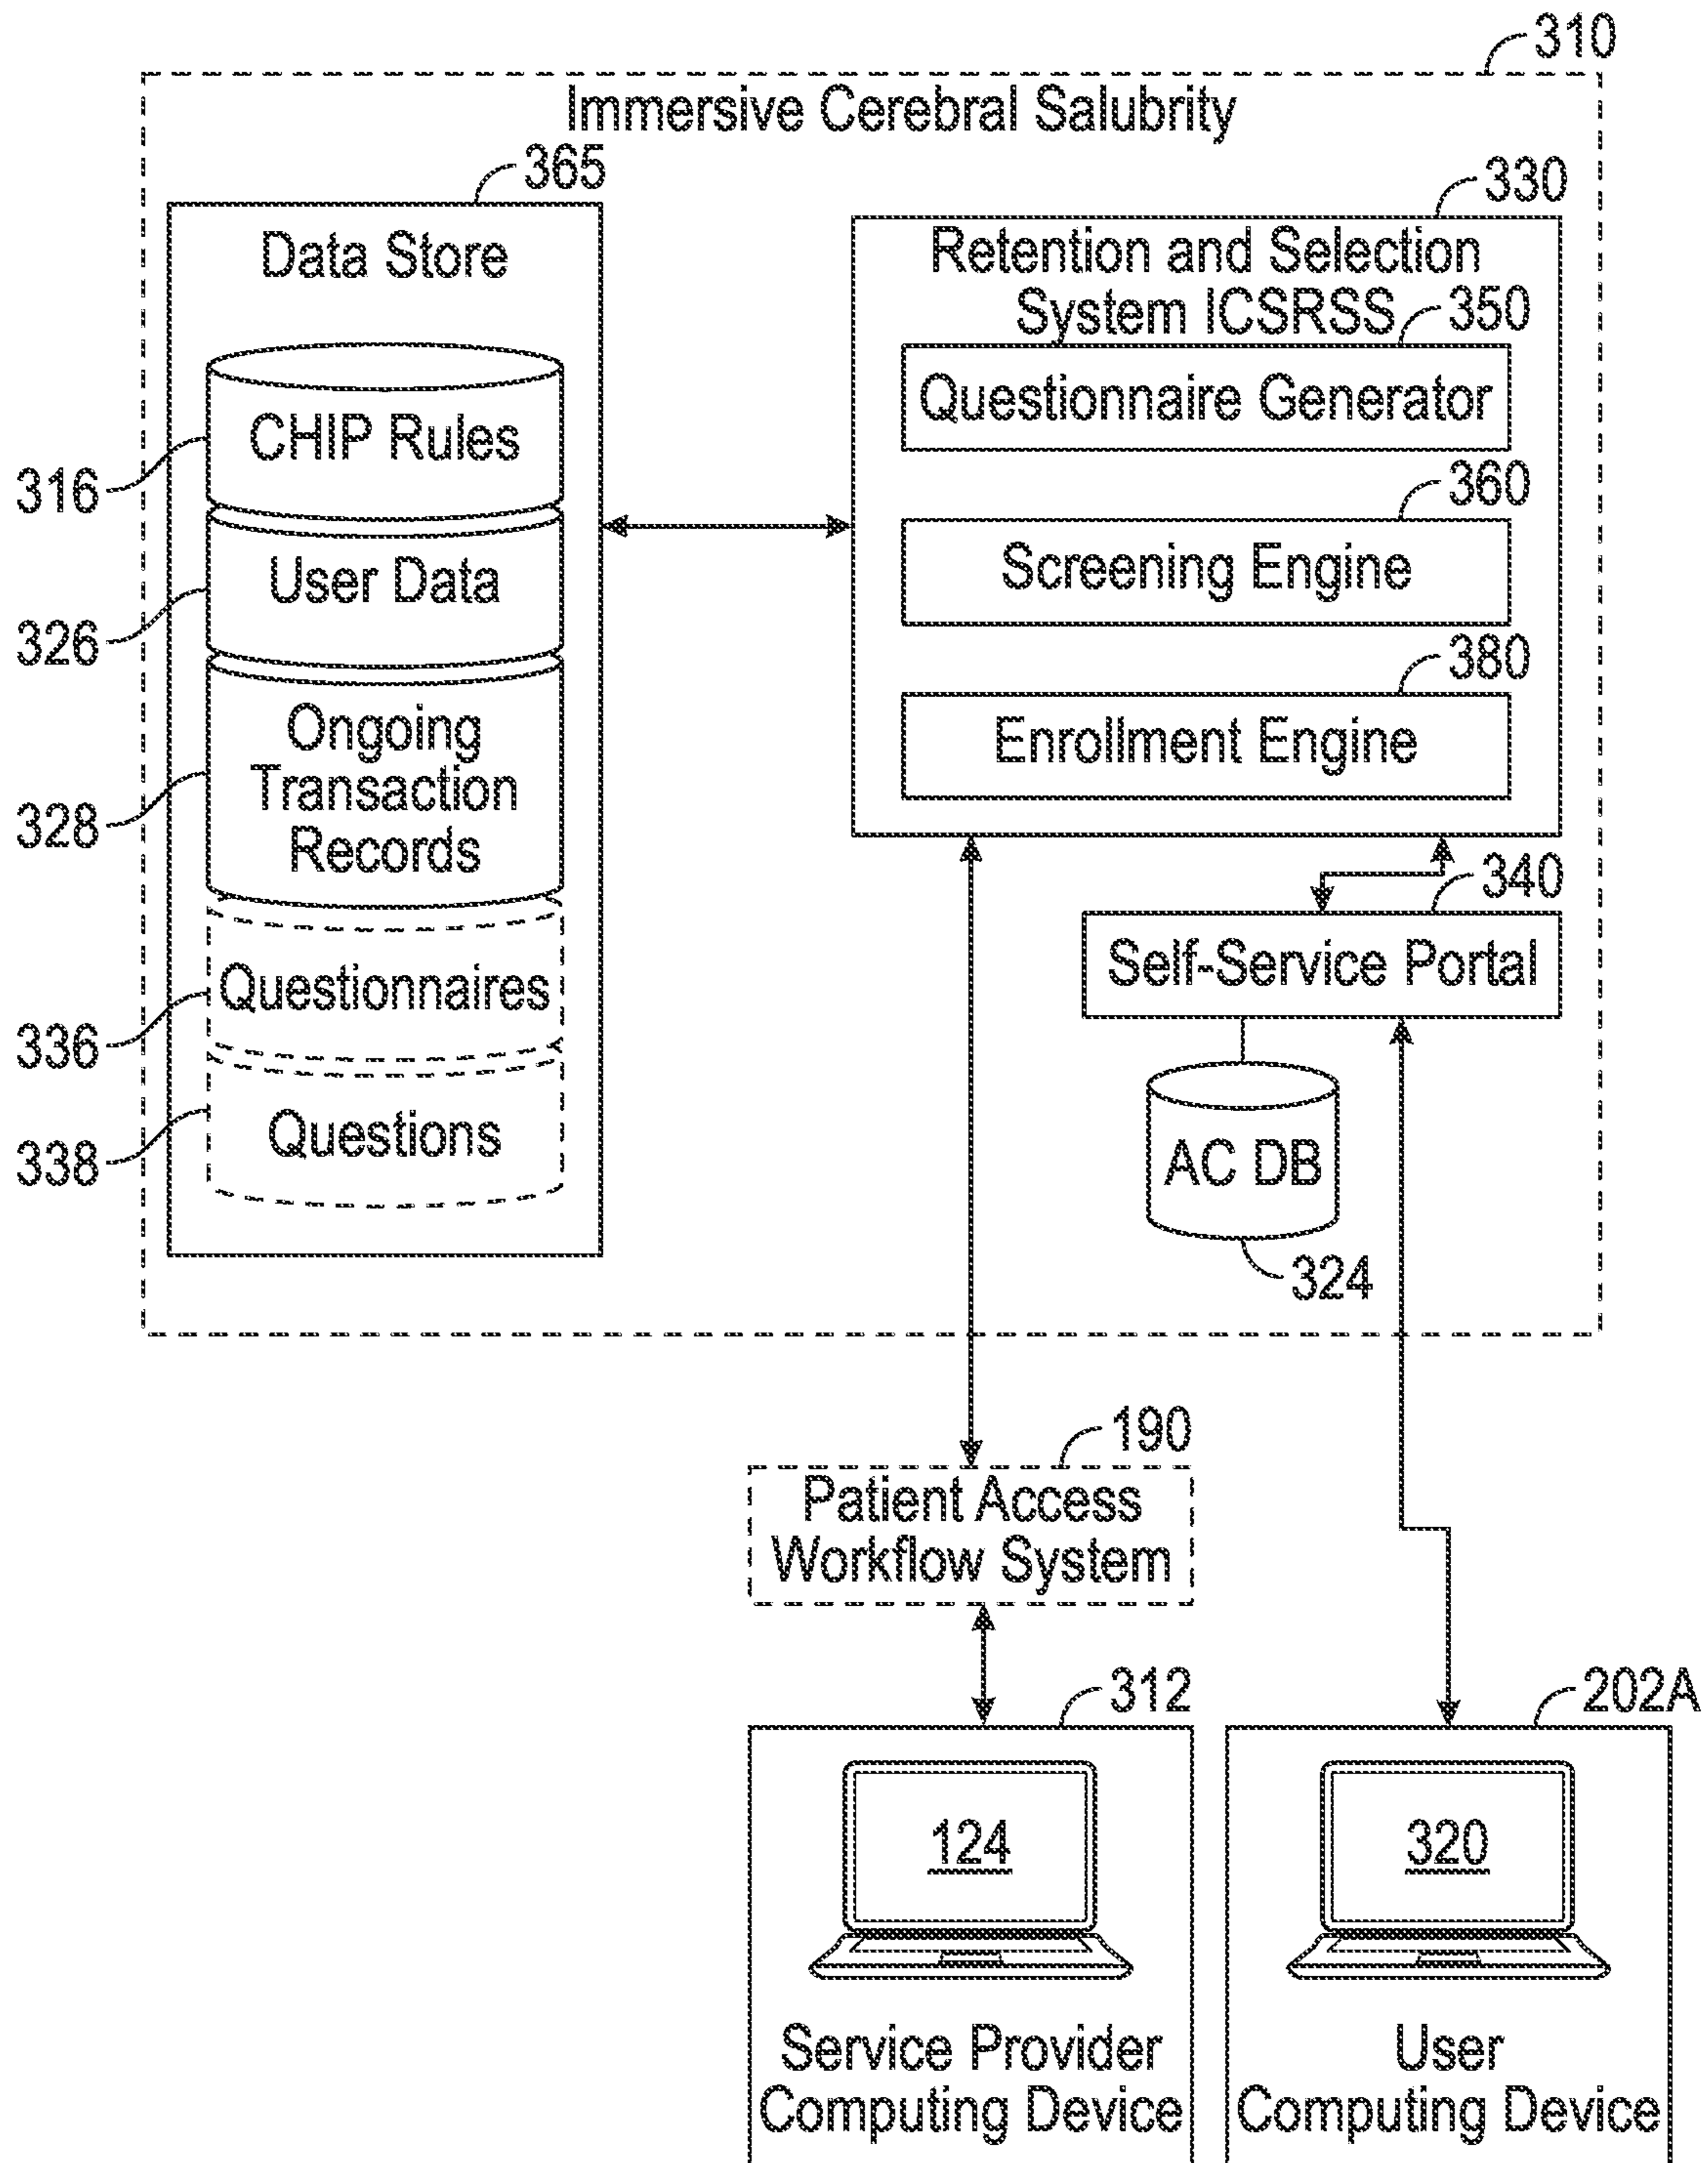 310
Immersive Cerebral Salubrity
365
Data Store
CHIP Rules
316
User Data
326
Ongoing
Transaction
Records
328
Questionnaires
336
Questions
338
330
Retention and Selection
System ICSRSS
350
Questionnaire Generator
360
Screening Engine
380
Enrollment Engine
340
Self-Service Portal
AC DB
324
190
Patient Access
Workflow System
312
124
Service Provider
Computing Device
202A
320
User
Computing Device